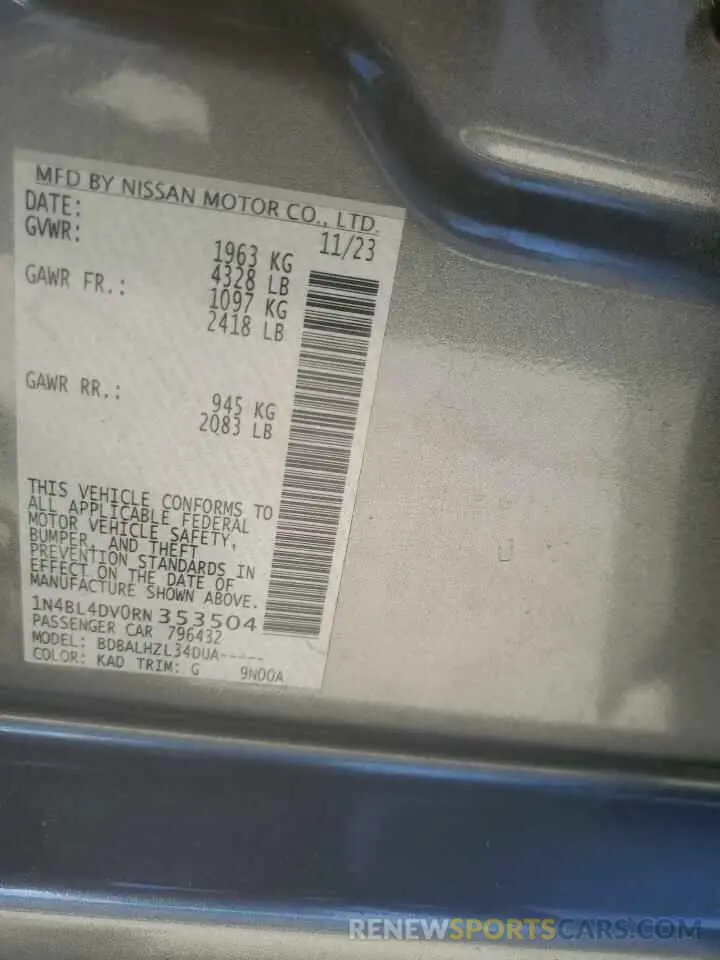 MFD BY NISSAN MOTOR CO., LTD.
DATE: 11/23
GVWR: 1963 KG
4328 LB
GAWR FR.: 1097 KG
2418 LB
GAWR RR.: 945 KG
2083 LB
THIS VEHICLE CONFORMS TO
ALL APPLICABLE FEDERAL
MOTOR VEHICLE SAFETY,
BUMPER, AND THEFT
PREVENTION STANDARDS IN
EFFECT ON THE DATE OF
MANUFACTURE SHOWN ABOVE.
1N4BL4DV0RN353504
PASSENGER CAR 796432
MODEL: BDBALHZL34DUA-----
COLOR: KAD TRIM: G 9N00A
RENEWSPORTSCARS.COM